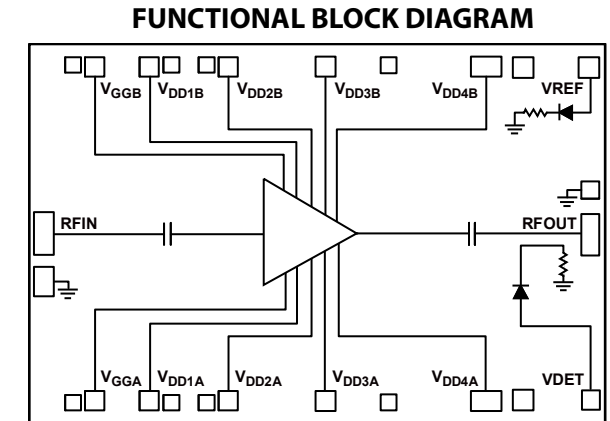 FUNCTIONAL BLOCK DIAGRAM
VGGB VDD1B VDD2B VDD3B VDD4B VREF
RFIN RFOUT
VGGA VDD1A VDD2A VDD3A VDD4A VDET